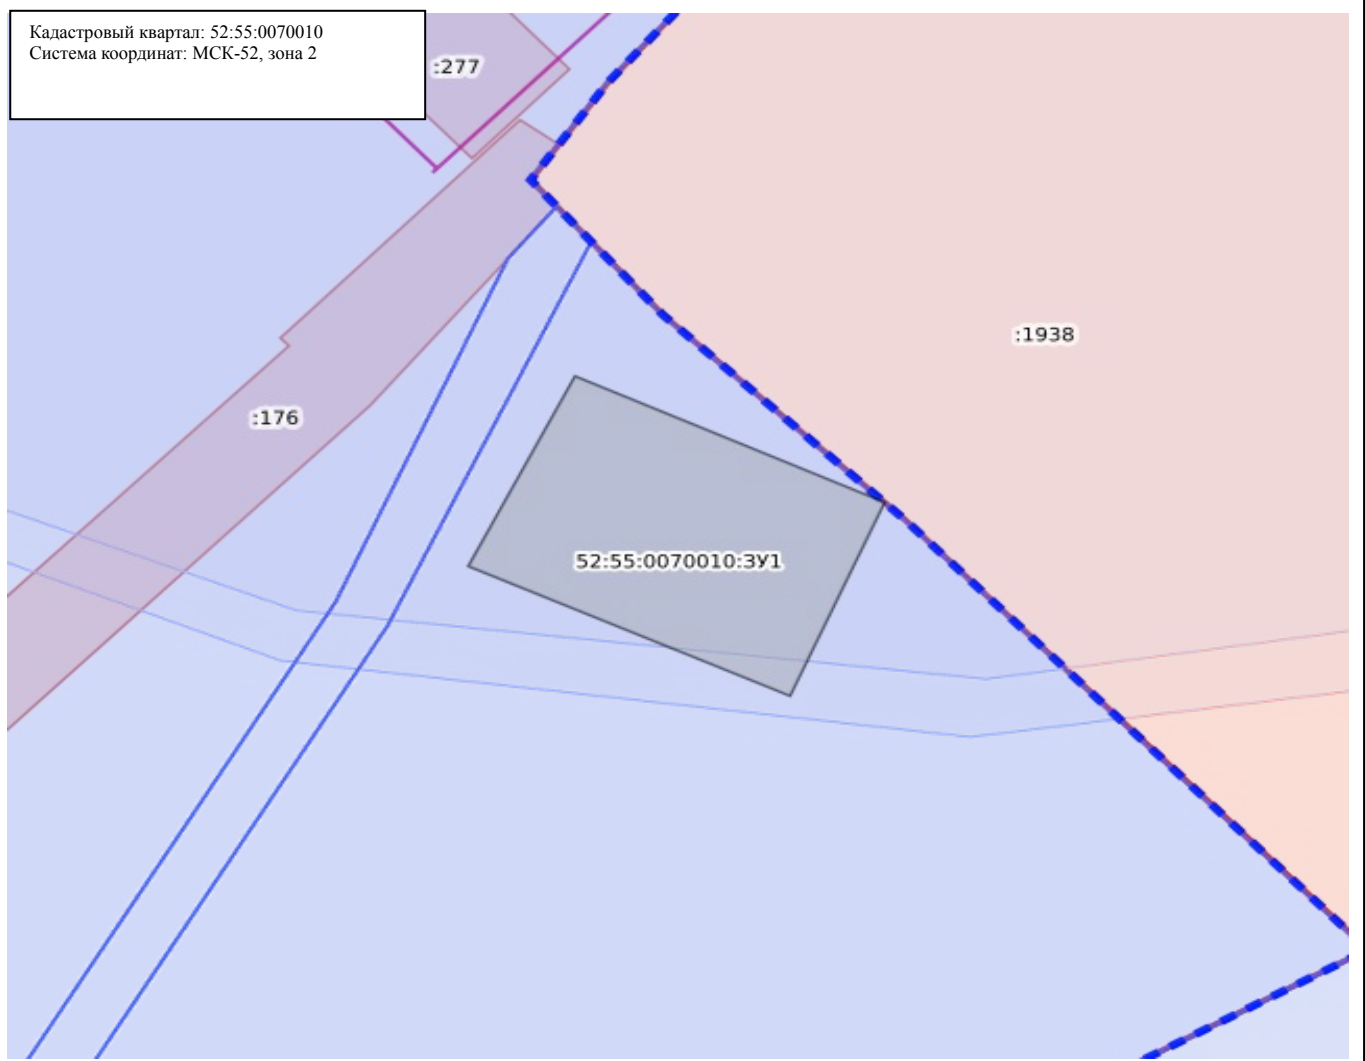 Кадастровый квартал: 52:55:0070010
Система координат: МСК-52, зона 2
:277
:1938
:176
52:55:0070010:ЗУ1